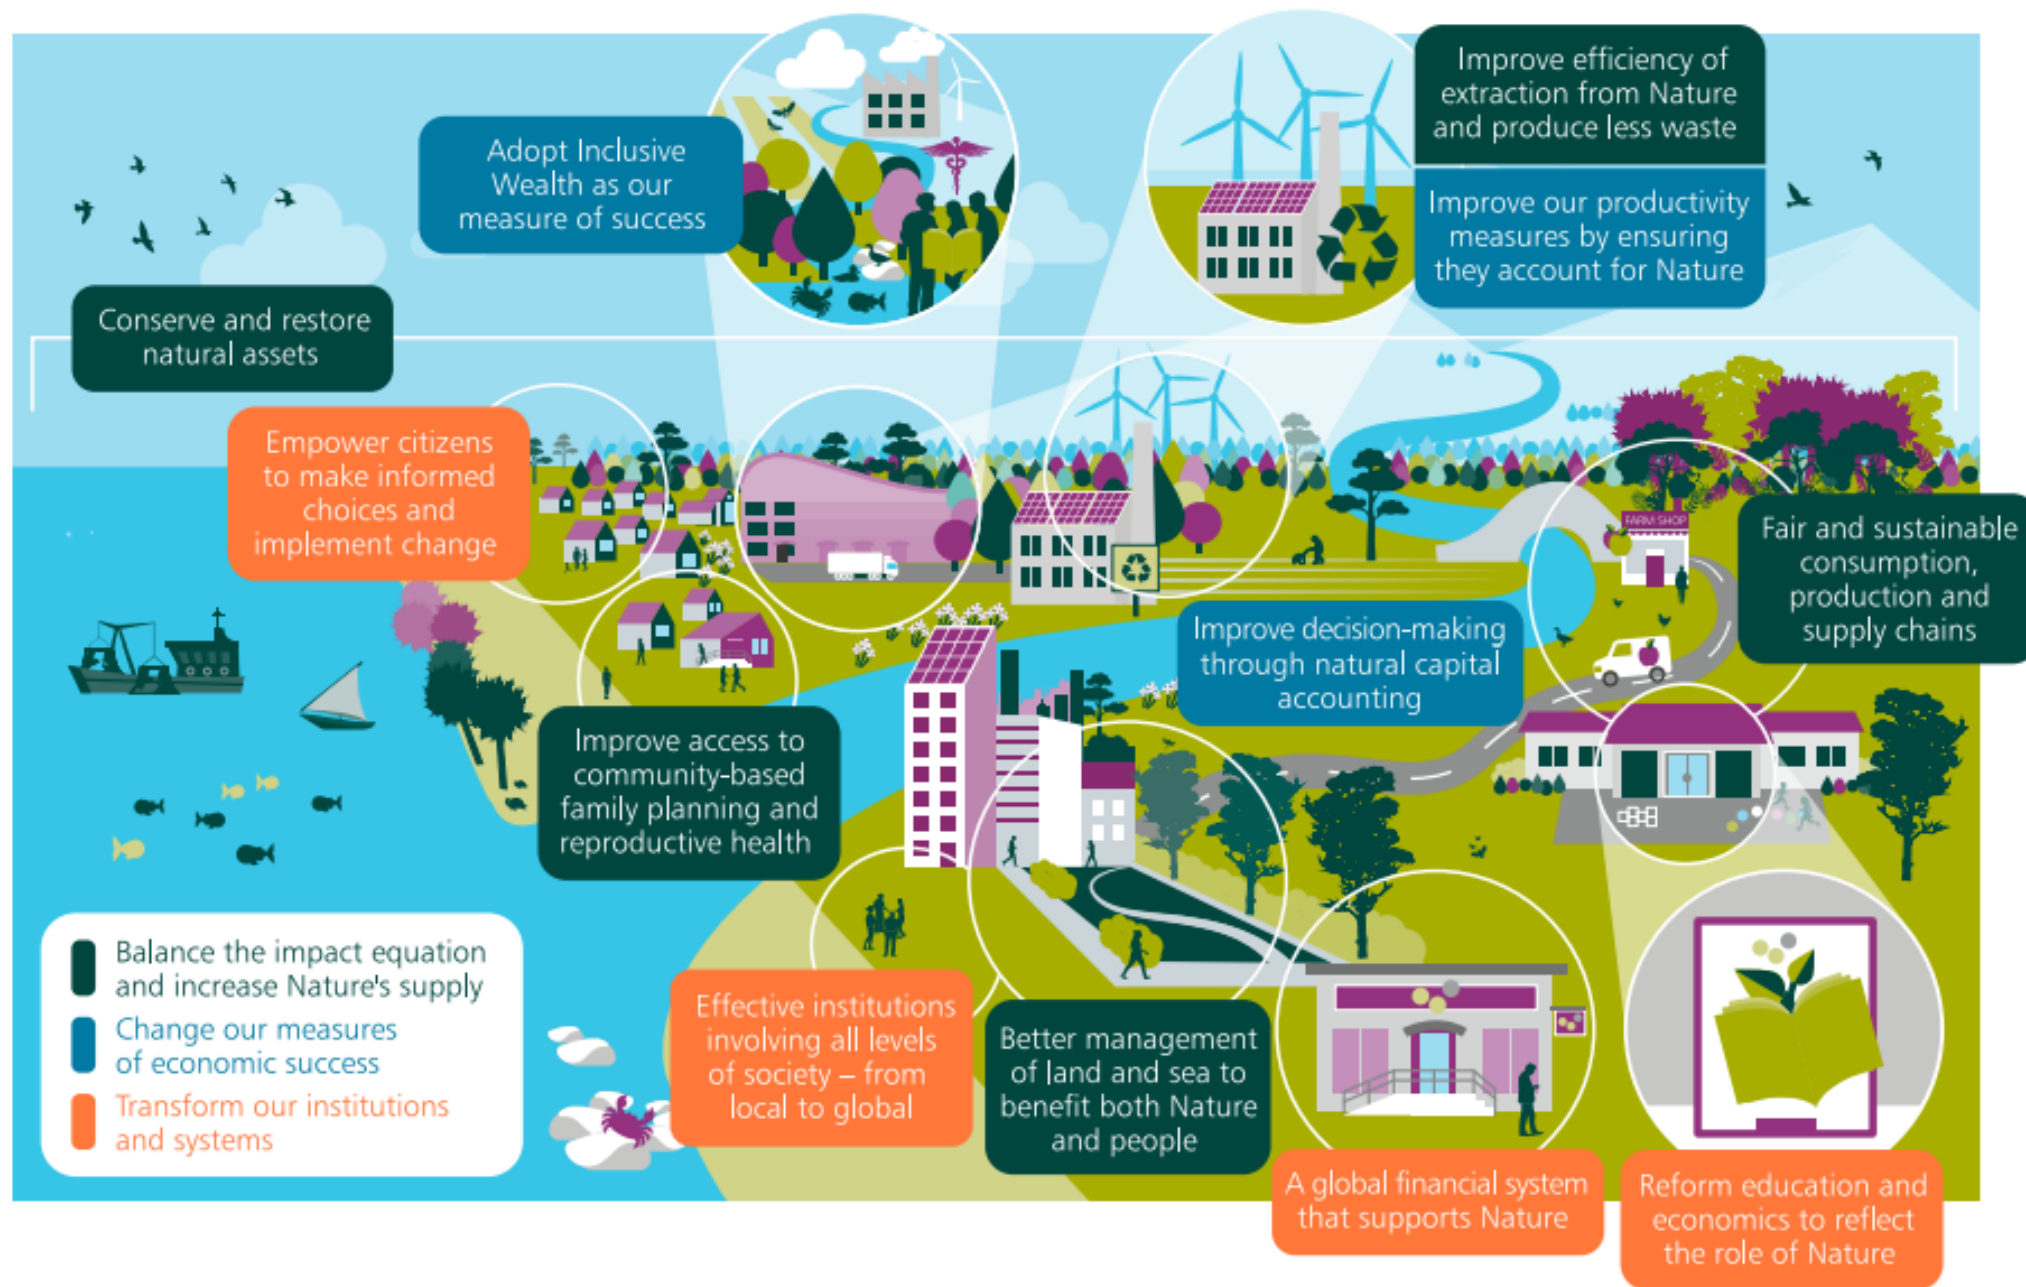 Improve efficiency of
extraction from Nature
and produce less waste
Adopt Inclusive
Wealth as our
measure of success
Improve our productivity
measures by ensuring
they account for Nature
Conserve and restore
natural assets
Empower citizens
to make informed
choices and
implement change
FARM SHOP
Fair and sustainable
consumption,
production and
supply chains
Improve decision-making
through natural capital
accounting
Improve access to
community-based
family planning and
reproductive health
Balance the impact equation
and increase Nature's supply
Change our measures
of economic success
Transform our institutions
and systems
Effective institutions
involving all levels
of society – from
local to global
Better management
of land and sea to
benefit both Nature
and people
A global financial system
that supports Nature
Reform education and
economics to reflect
the role of Nature